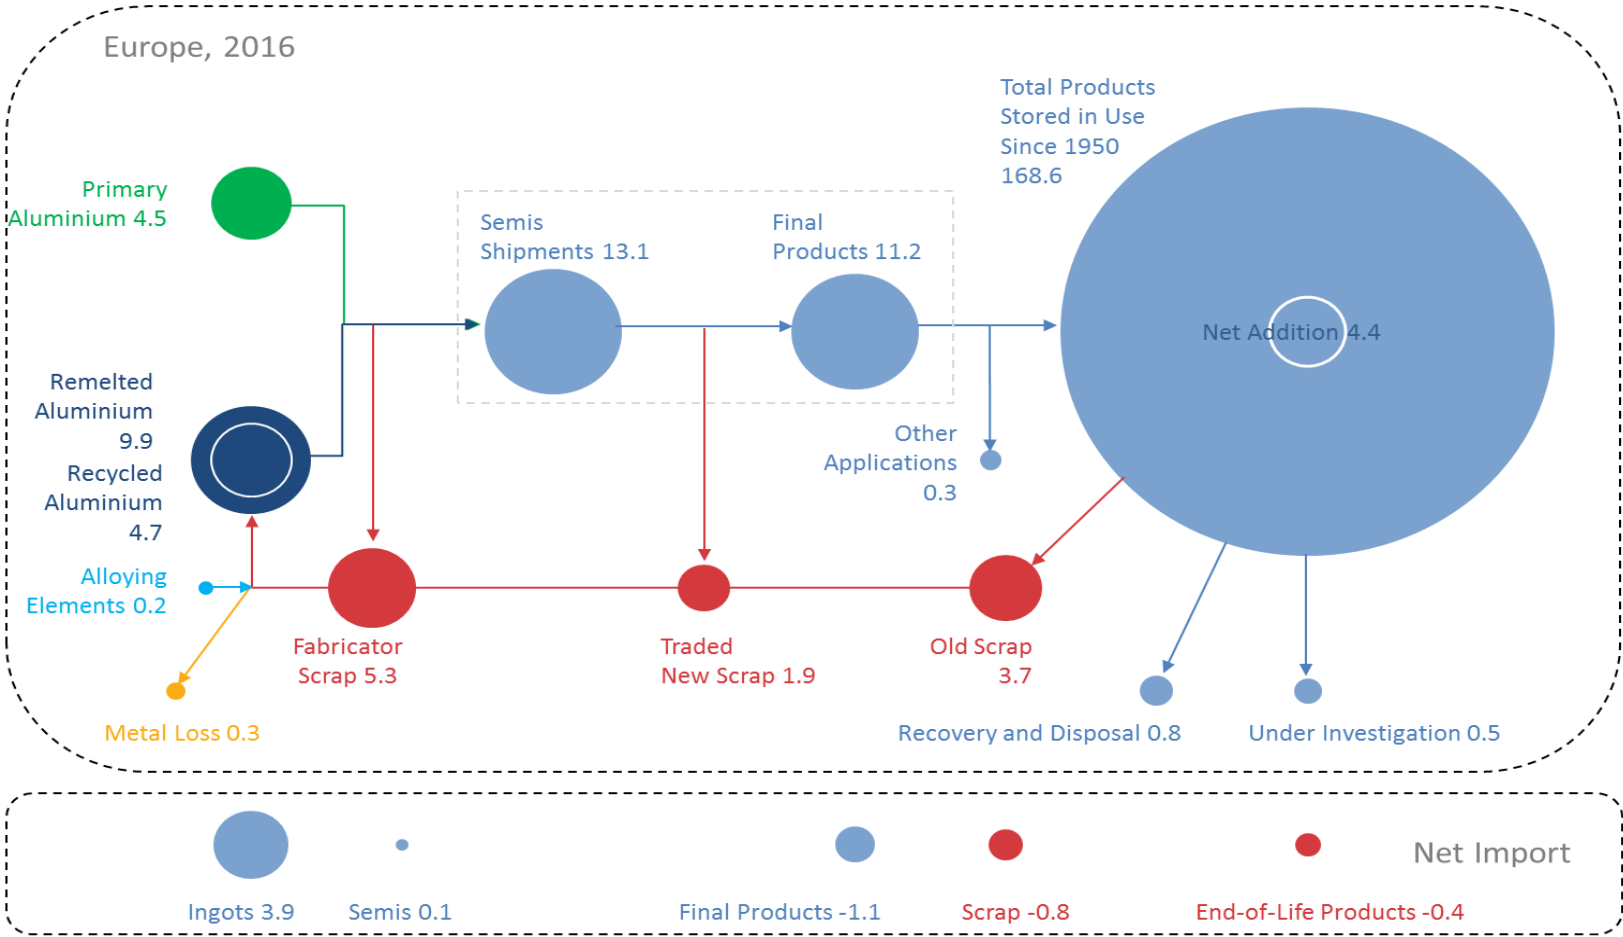 Europe, 2016
Total Products
Stored in Use
Since 1950
168.6
Primary
Aluminium 4.5
Semis
Shipments 13.1
Final
Products 11.2
Net Addition 4.4
Remelted
Aluminium
9.9
Recycled
Aluminium
4.7
Other
Applications
0.3
Alloying
Elements 0.2
Fabricator
Scrap 5.3
Traded
New Scrap 1.9
Old Scrap
3.7
Metal Loss 0.3
Recovery and Disposal 0.8
Under Investigation 0.5
Net Import
Ingots 3.9
Semis 0.1
Final Products -1.1
Scrap -0.8
End-of-Life Products -0.4